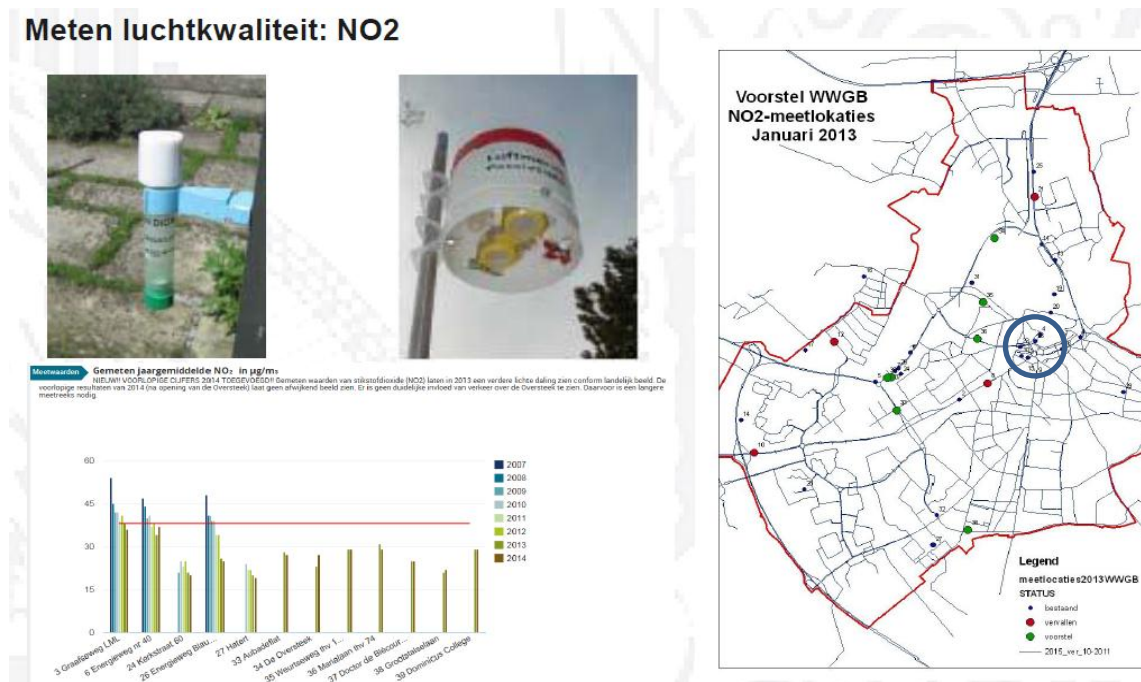 Meten luchtkwaliteit: NO2
Voorstel WWGB
NO2-meetlokaties
Januari 2013
Meetwaarden
Gemeten jaargemiddelde NO₂ in µg/m₃
NIEUW!! VOORLOPIGE CIJFERS 2014 TOEGEVOEGD!! Gemeten waarden van stikstofdioxide (NO2) laten in 2013 een verdere lichte daling zien conform landelijk beeld. De
voorlopige resultaten van 2014 (na opening van de Oversteek) laat geen afwijkend beeld zien. Er is geen duidelijke invloed van verkeer over de Oversteek te zien. Daarvoor is een langere
meetreeks nodig.
60
45
30
15
0
2007
2008
2009
2010
2011
2012
2013
2014
3 Graafseweg LML
6 Energieweg nr 40
24 Kerkstraat 60
26 Energieweg Blau...
27 Hatert
33 Aubadeflat
34 De Oversteek
35 Weurtseweg thv 1...
36 Marialaan thv 74
37 Doctor de Blécour...
38 Grootstalselaan
39 Dominicus College
Legend
meetlocaties2013WWGB
STATUS
bestaand
vervallen
voorstel
2015_ver_10-2011